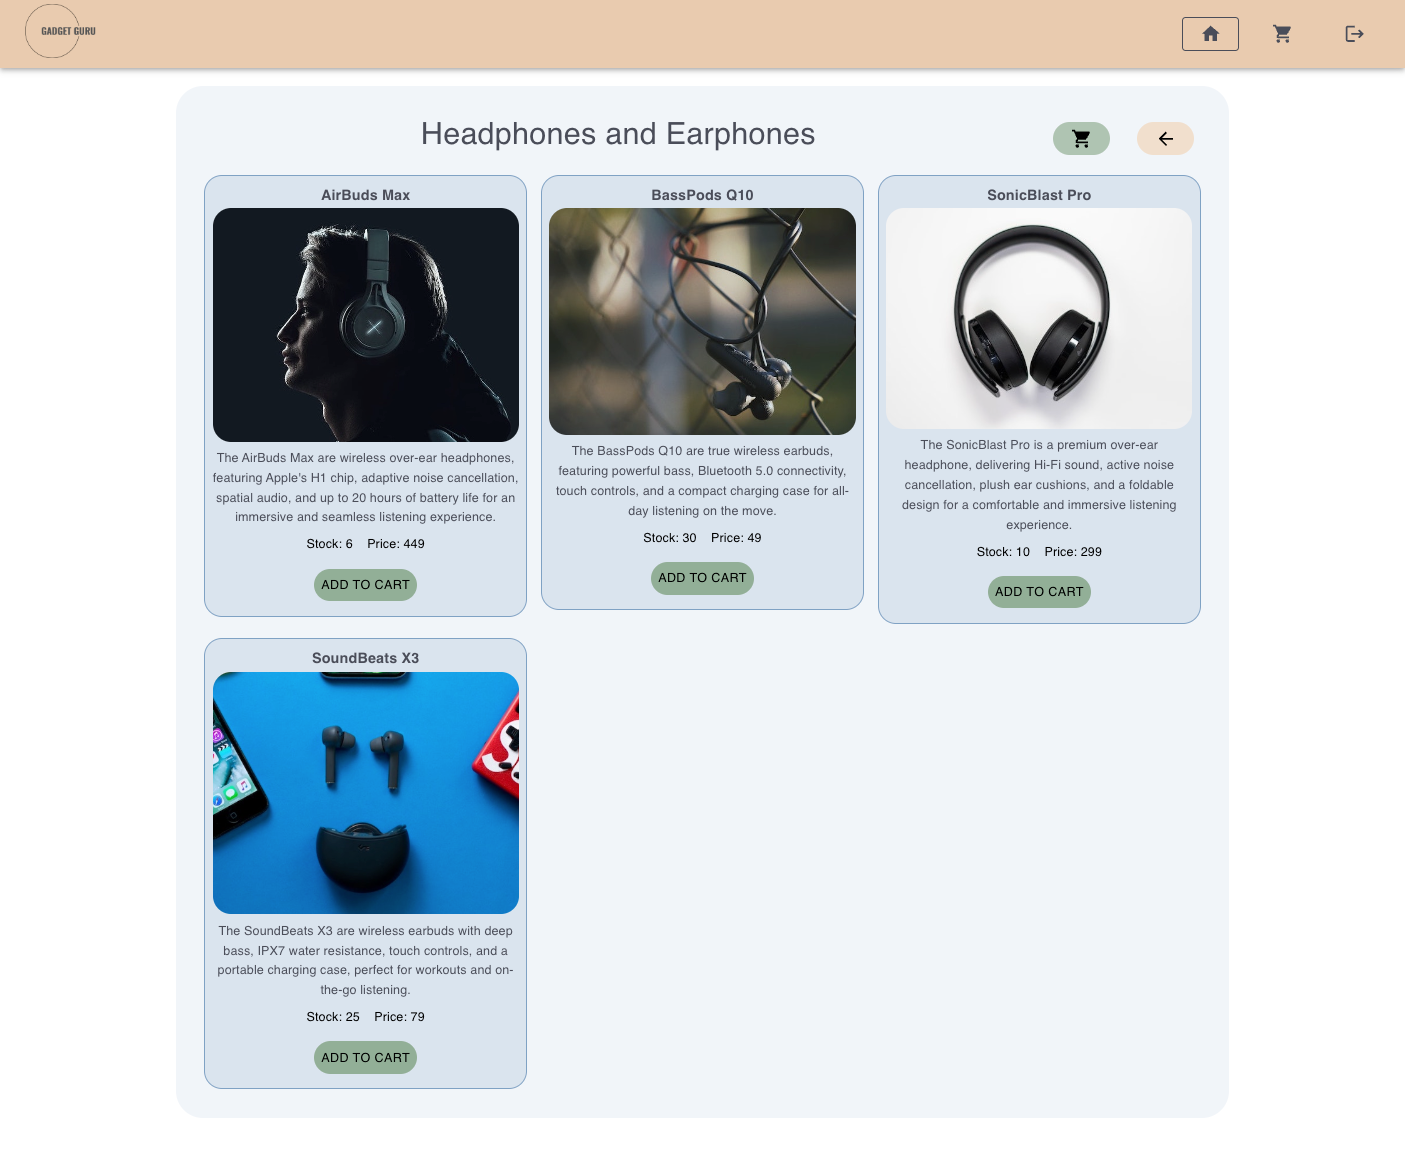 GADGET GURU
Headphones and Earphones
AirBuds Max
The AirBuds Max are wireless over-ear headphones,
featuring Apple's H1 chip, adaptive noise cancellation,
spatial audio, and up to 20 hours of battery life for an
immersive and seamless listening experience.
Stock: 6 Price: 449
ADD TO CART
BassPods Q10
The BassPods Q10 are true wireless earbuds,
featuring powerful bass, Bluetooth 5.0 connectivity,
touch controls, and a compact charging case for all-
day listening on the move.
Stock: 30 Price: 49
ADD TO CART
SonicBlast Pro
The SonicBlast Pro is a premium over-ear
headphone, delivering Hi-Fi sound, active noise
cancellation, plush ear cushions, and a foldable
design for a comfortable and immersive listening
experience.
Stock: 10 Price: 299
ADD TO CART
SoundBeats X3
The SoundBeats X3 are wireless earbuds with deep
bass, IPX7 water resistance, touch controls, and a
portable charging case, perfect for workouts and on-
the-go listening.
Stock: 25 Price: 79
ADD TO CART